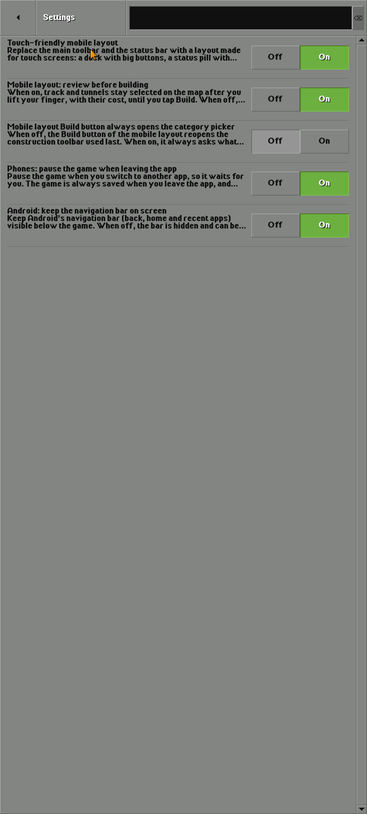 Settings
Touch-friendly mobile layout
Replace the main toolbar and the status bar with a layout made
for touch screens: a dock with big buttons, a status pill with...
Off
On
Mobile layout: review before building
When on, track and tunnels stay selected on the map after you
lift your finger, with their cost, until you tap Build. When off,...
Off
On
Mobile layout Build button always opens the category picker
When off, the Build button of the mobile layout reopens the
construction toolbar used last. When on, it always asks what...
Off
On
Phones: pause the game when leaving the app
Pause the game when you switch to another app, so it waits for
you. The game is always saved when you leave the app, and...
Off
On
Android: keep the navigation bar on screen
Keep Android's navigation bar (back, home and recent apps)
visible below the game. When off, the bar is hidden and can be...
Off
On